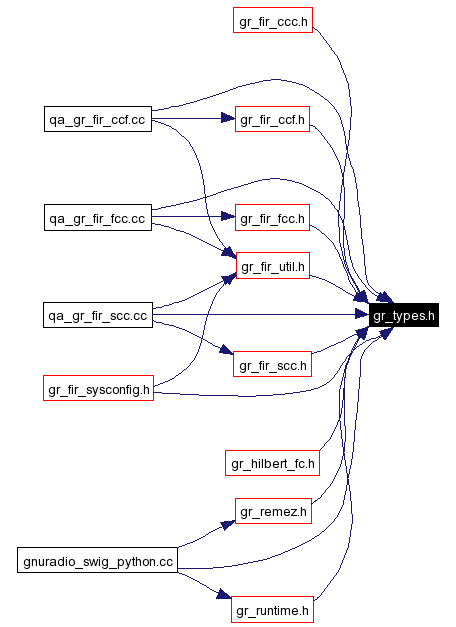 gr_fir_ccc.h
qa_gr_fir_ccf.cc
gr_fir_ccf.h
qa_gr_fir_fcc.cc
gr_fir_fcc.h
gr_fir_util.h
qa_gr_fir_scc.cc
gr_types.h
gr_fir_scc.h
gr_fir_sysconfig.h
gr_hilbert_fc.h
gr_remez.h
gnuradio_swig_python.cc
gr_runtime.h